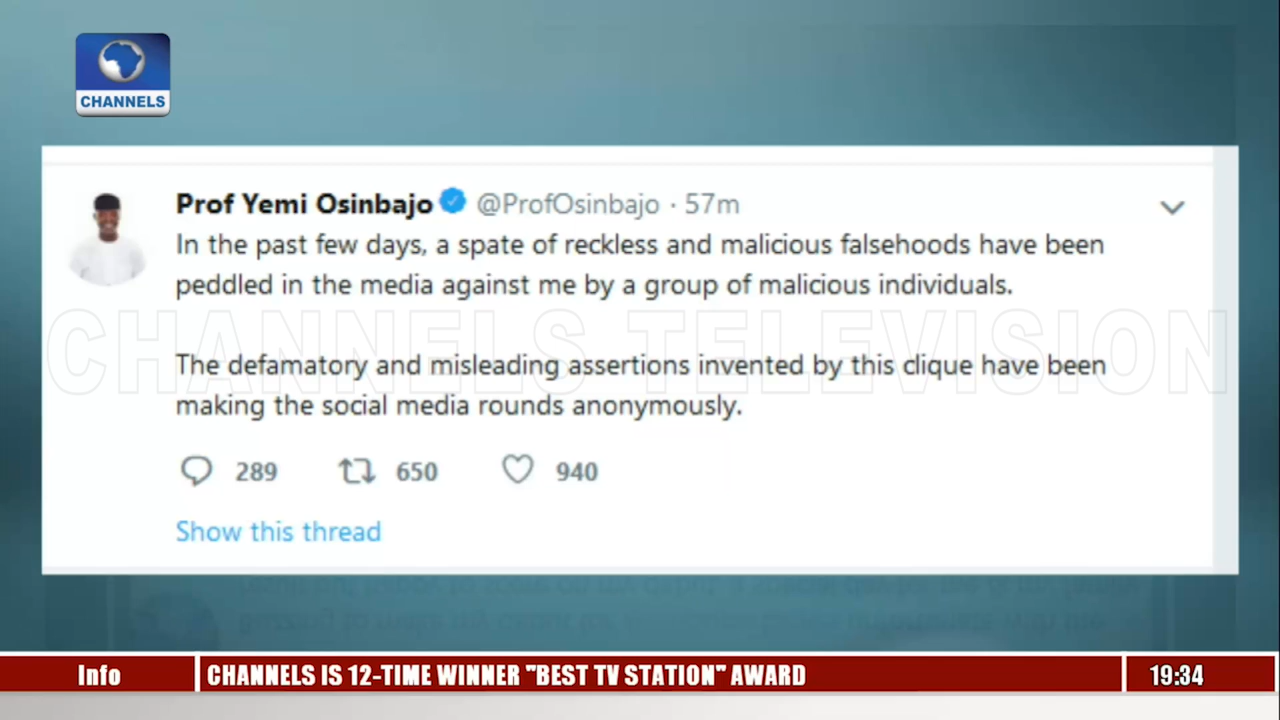 CHANNELS
Prof Yemi Osinbajo @ProfOsinbajo · 57m
In the past few days, a spate of reckless and malicious falsehoods have been
peddled in the media against me by a group of malicious individuals.
CHANNELS TELEVISION
The defamatory and misleading assertions invented by this clique have been
making the social media rounds anonymously.
289 650 940
Show this thread
Info CHANNELS IS 12-TIME WINNER "BEST TV STATION" AWARD 19:34